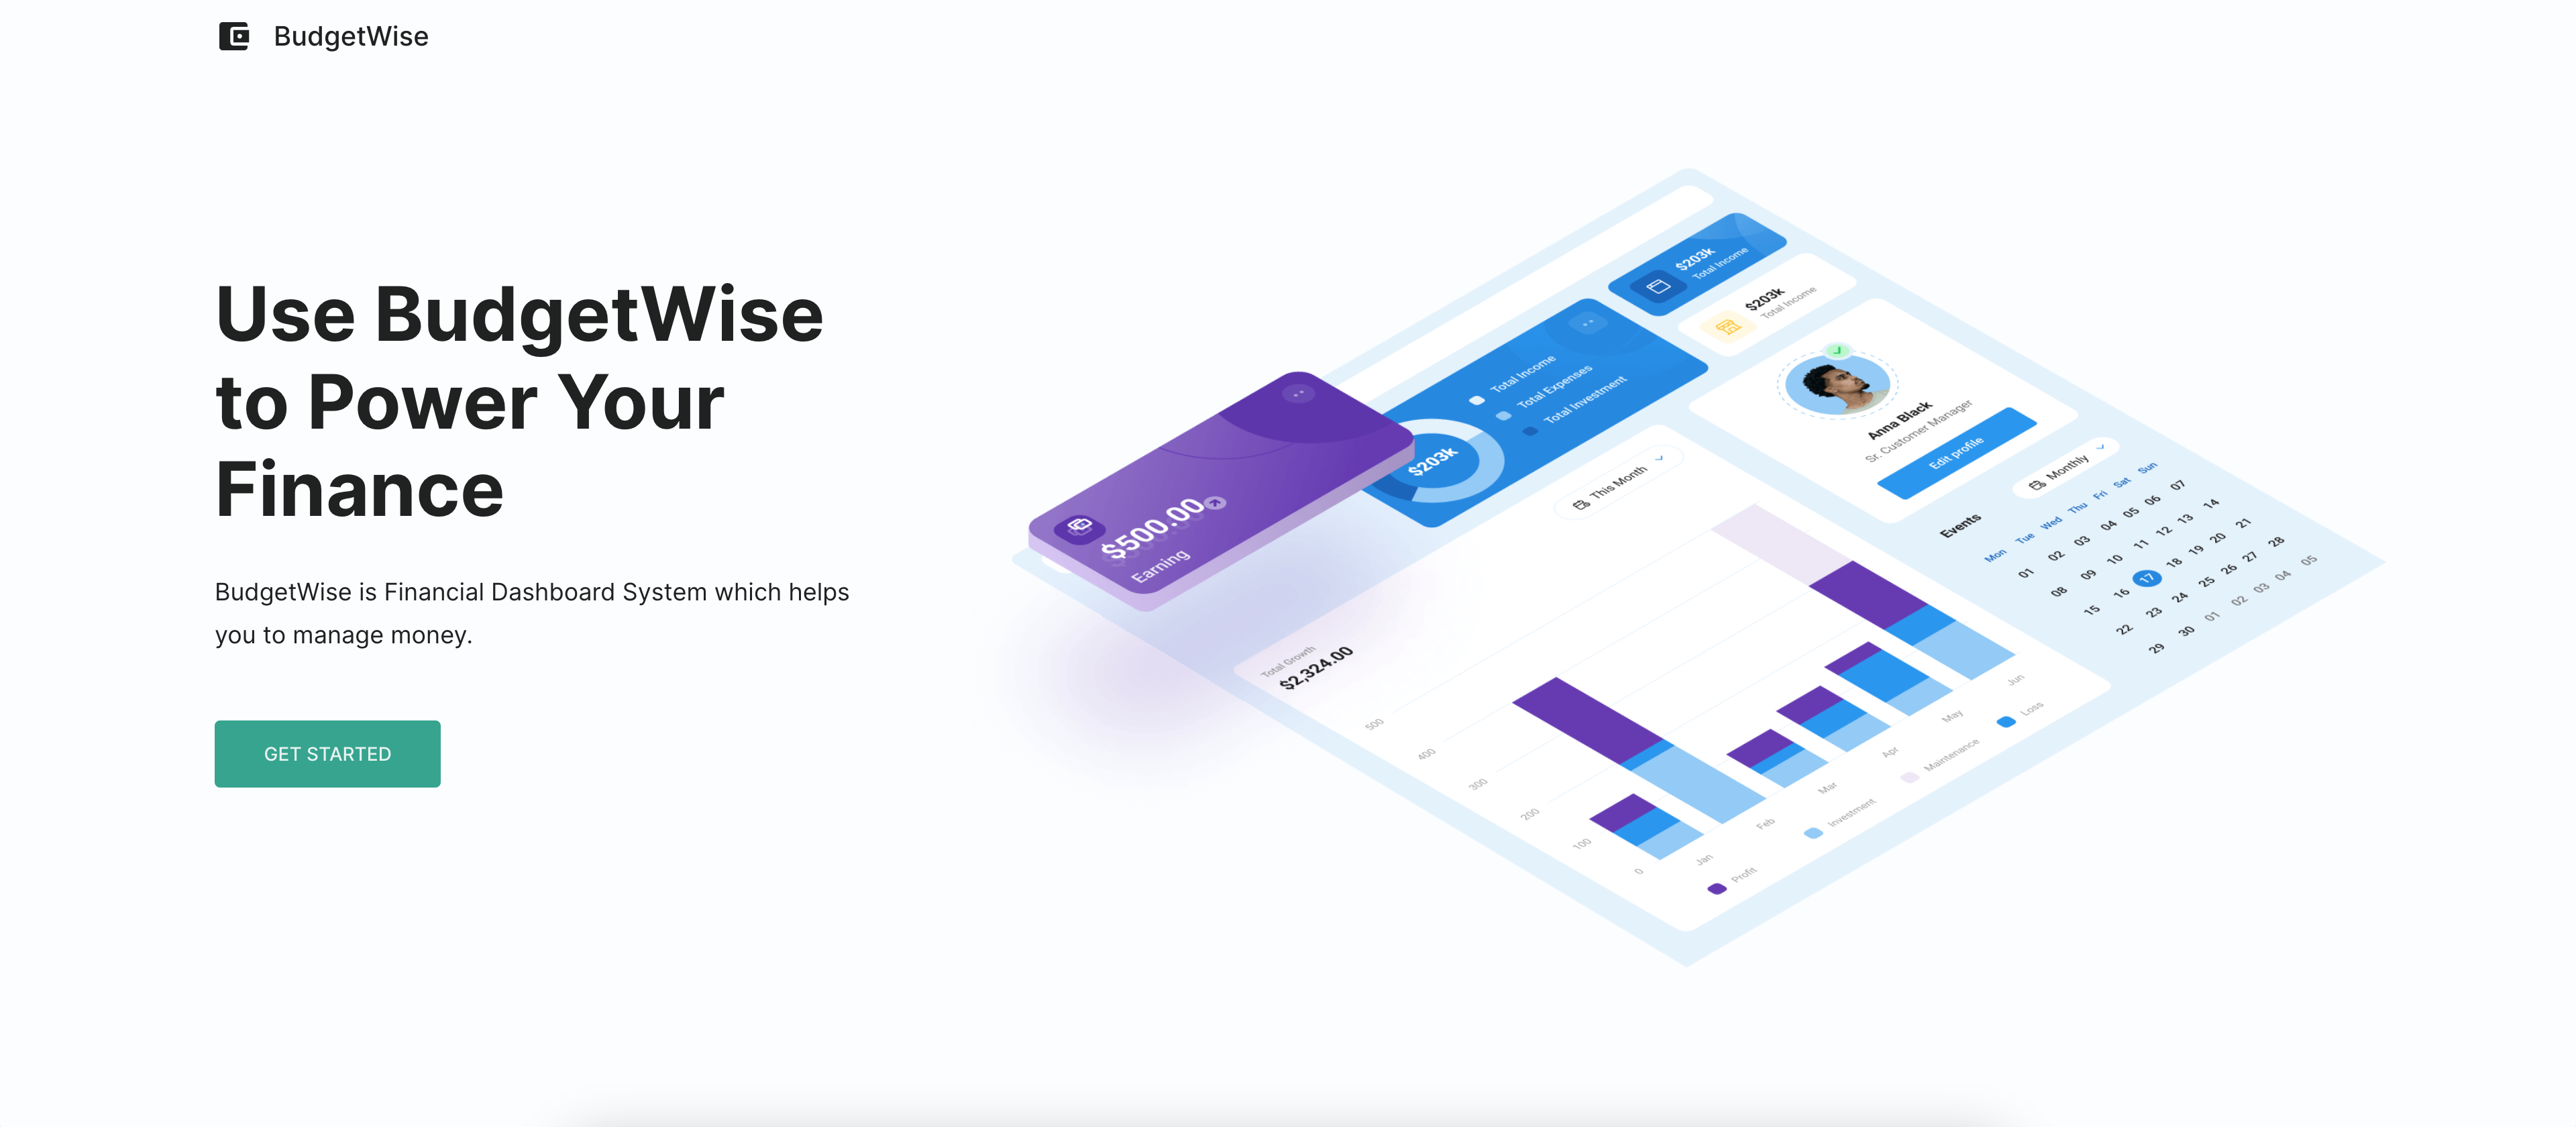 BudgetWise
Use BudgetWise
to Power Your
Finance
BudgetWise is Financial Dashboard System which helps
you to manage money.
GET STARTED
$203k
Total Income
$203k
Total Income
Total Income
Total Expenses
Total Investment
$203k
$500.00
Earning
Anna Black
Sr. Customer Manager
Edit profile
This Month
Total Growth
$2,324.00
500
400
300
200
100
0
Jan
Feb
Mar
Apr
May
Jun
Profit
Investment
Maintenance
Loss
Events
Monthly
Mon Tue Wed Thu Fri Sat Sun
01 02 03 04 05 06 07
08 09 10 11 12 13 14
15 16 17 18 19 20 21
22 23 24 25 26 27 28
29 30 01 02 03 04 05